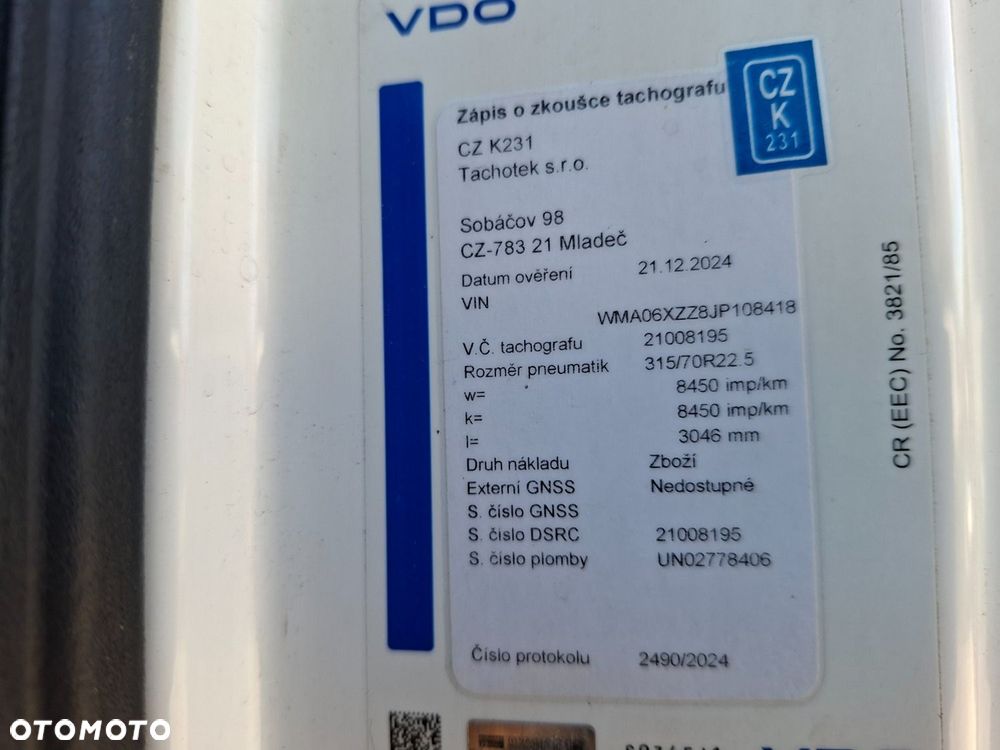 VDO
Zápis o zkoušce tachografu
CZ
K
231
CZ K231
Tachotek s.r.o.
Sobáčov 98
CZ-783 21 Mladeč
Datum ověření 21.12.2024
VIN
WMA06XZZ8JP108418
V.Č. tachografu 21008195
Rozměr pneumatik 315/70R22.5
w= 8450 imp/km
k= 8450 imp/km
l= 3046 mm
Druh nákladu Zboží
Externí GNSS Nedostupné
S. číslo GNSS
S. číslo DSRC 21008195
S. číslo plomby UN02778406
Číslo protokolu 2490/2024
CR (EEC) No. 3821/85
OTOMOTO